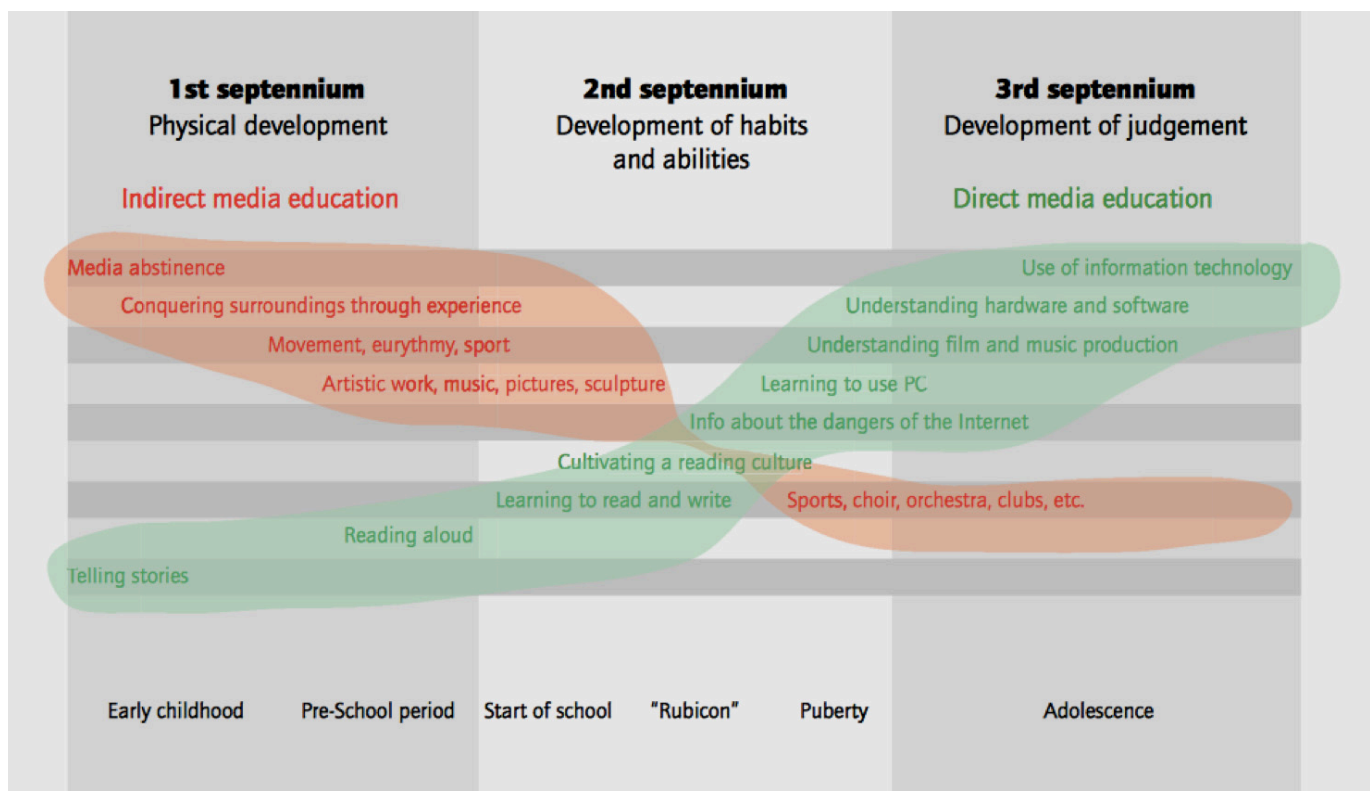 1st septennium
Physical development
2nd septennium
Development of habits
and abilities
3rd septennium
Development of judgement
Indirect media education
Direct media education
Media abstinence
Use of information technology
Conquering surroundings through experience
Understanding hardware and software
Movement, eurythmy, sport
Understanding film and music production
Artistic work, music, pictures, sculpture
Learning to use PC
Info about the dangers of the Internet
Cultivating a reading culture
Learning to read and write
Sports, choir, orchestra, clubs, etc.
Reading aloud
Telling stories
Early childhood
Pre-School period
Start of school
"Rubicon"
Puberty
Adolescence